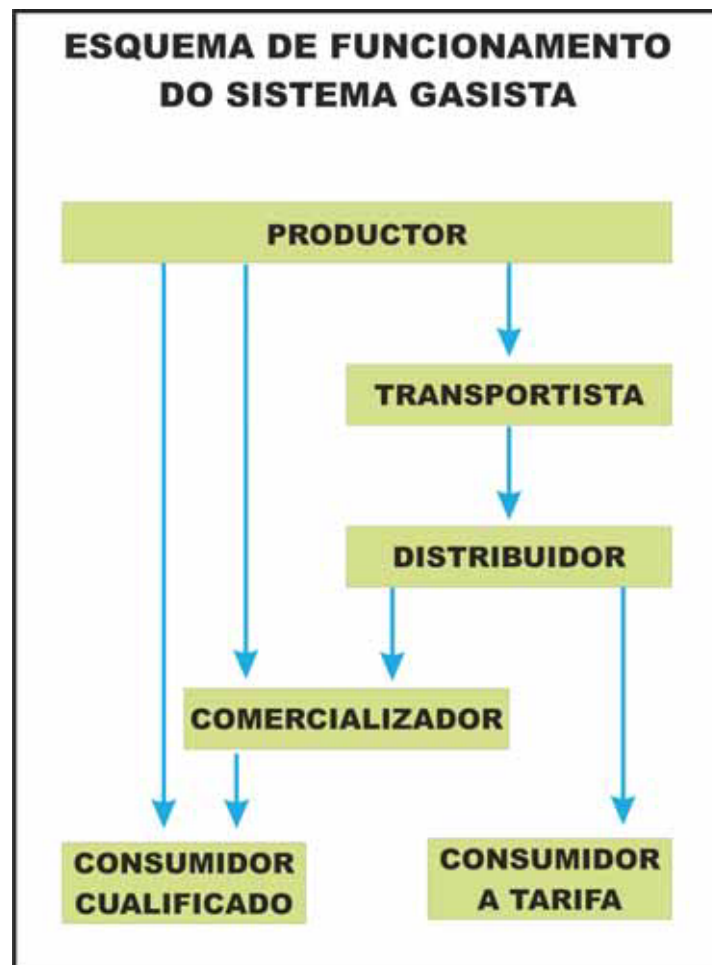 ESQUEMA DE FUNCIONAMENTO
DO SISTEMA GASISTA
PRODUCTOR
TRANSPORTISTA
DISTRIBUIDOR
COMERCIALIZADOR
CONSUMIDOR
CUALIFICADO
CONSUMIDOR
A TARIFA